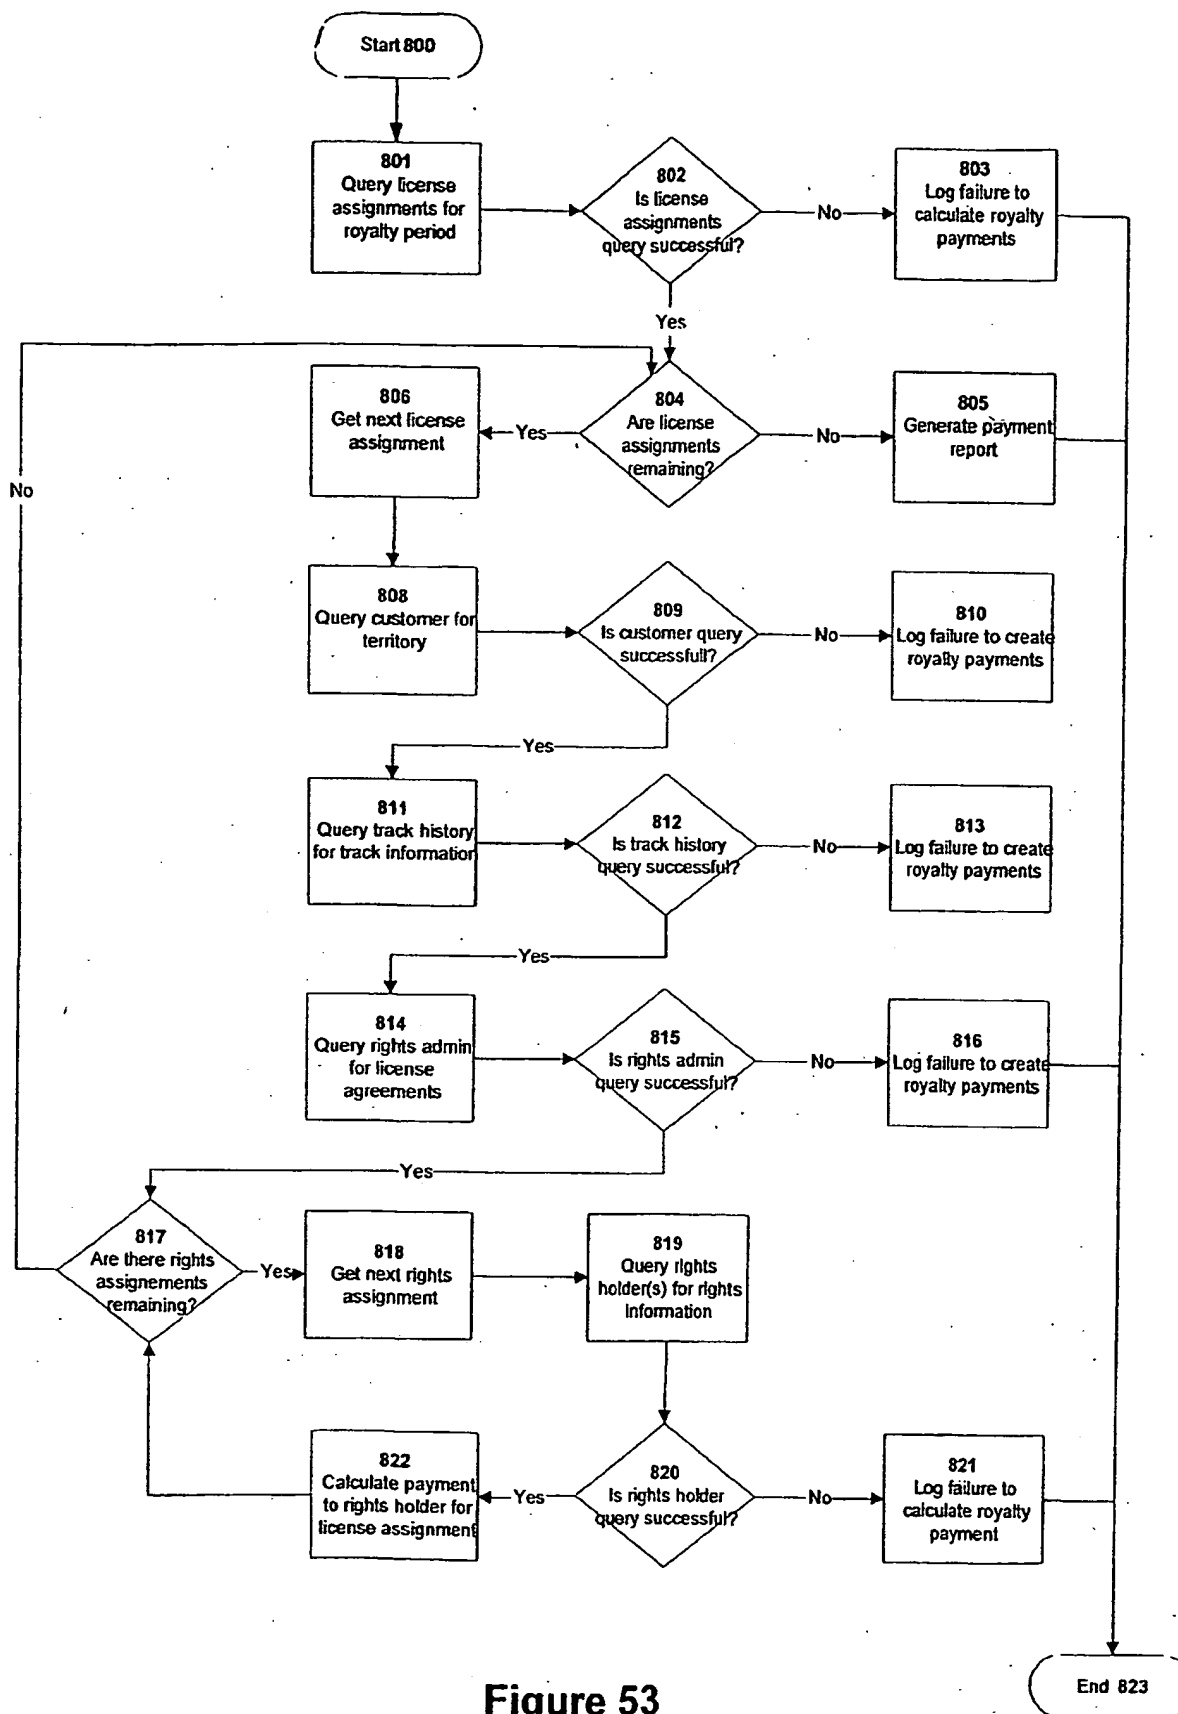 Start 800
801
Query license
assignments for
royalty period
802
Is license
assignments
query successful?
No
803
Log failure to
calculate royalty
payments
Yes
806
Get next license
assignment
Yes
804
Are license
assignments
remaining?
No
805
Generate payment
report
No
808
Query customer for
territory
809
Is customer query
successfull?
No
810
Log failure to create
royalty payments
Yes
811
Query track history
for track information
812
Is track history
query successful?
No
813
Log failure to create
royalty payments
Yes
814
Query rights admin
for license
agreements
815
Is rights admin
query successful?
No
816
Log failure to create
royalty payments
Yes
817
Are there rights
assignements
remaining?
Yes
818
Get next rights
assignment
819
Query rights
holder(s) for rights
information
822
Calculate payment
to rights holder for
license assignment
Yes
820
Is rights holder
query successful?
No
821
Log failure to
calculate royalty
payment
End 823
Figure 53